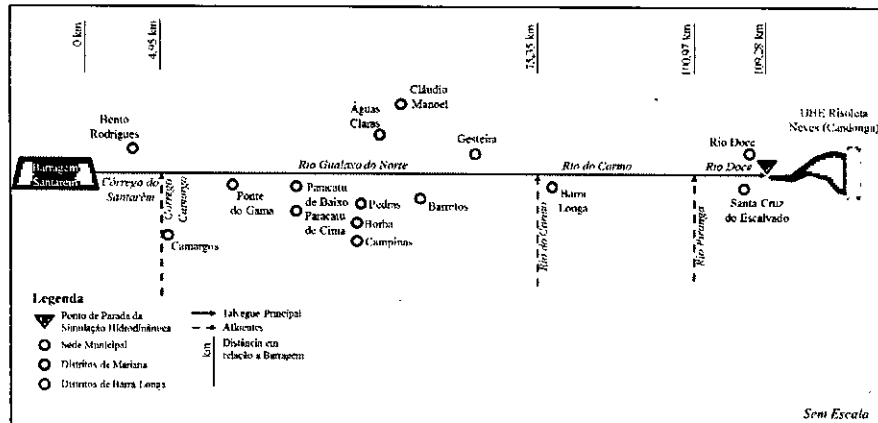 0 km
4,95 km
75,35 km
100,97 km
109,28 km
Cláudio
Manoel
Águas
Claras
Bento
Rodrigues
Gesteira
UHE Risoleta
Neves (Candonga)
Rio Doce
Barragem
Santarém
Córrego do
Santarém
Rio Gualaxo do Norte
Rio do Carmo
Rio Doce
Córrego
Camargo
Ponte
do Gama
Paracatu
de Baixo
Paracatu
de Cima
Pedras
Borba
Campinas
Barretos
Barra
Longa
Santa Cruz
do Escalvado
Camargos
Rio do Carmo
Rio Piranga
Legenda
Ponto de Parada da
Simulação Hidrodinâmica
Sede Municipal
Distritos de Mariana
Distritos de Barra Longa
Talvegue Principal
Afluentes
km
Distância em
relação a Barragem
Sem Escala